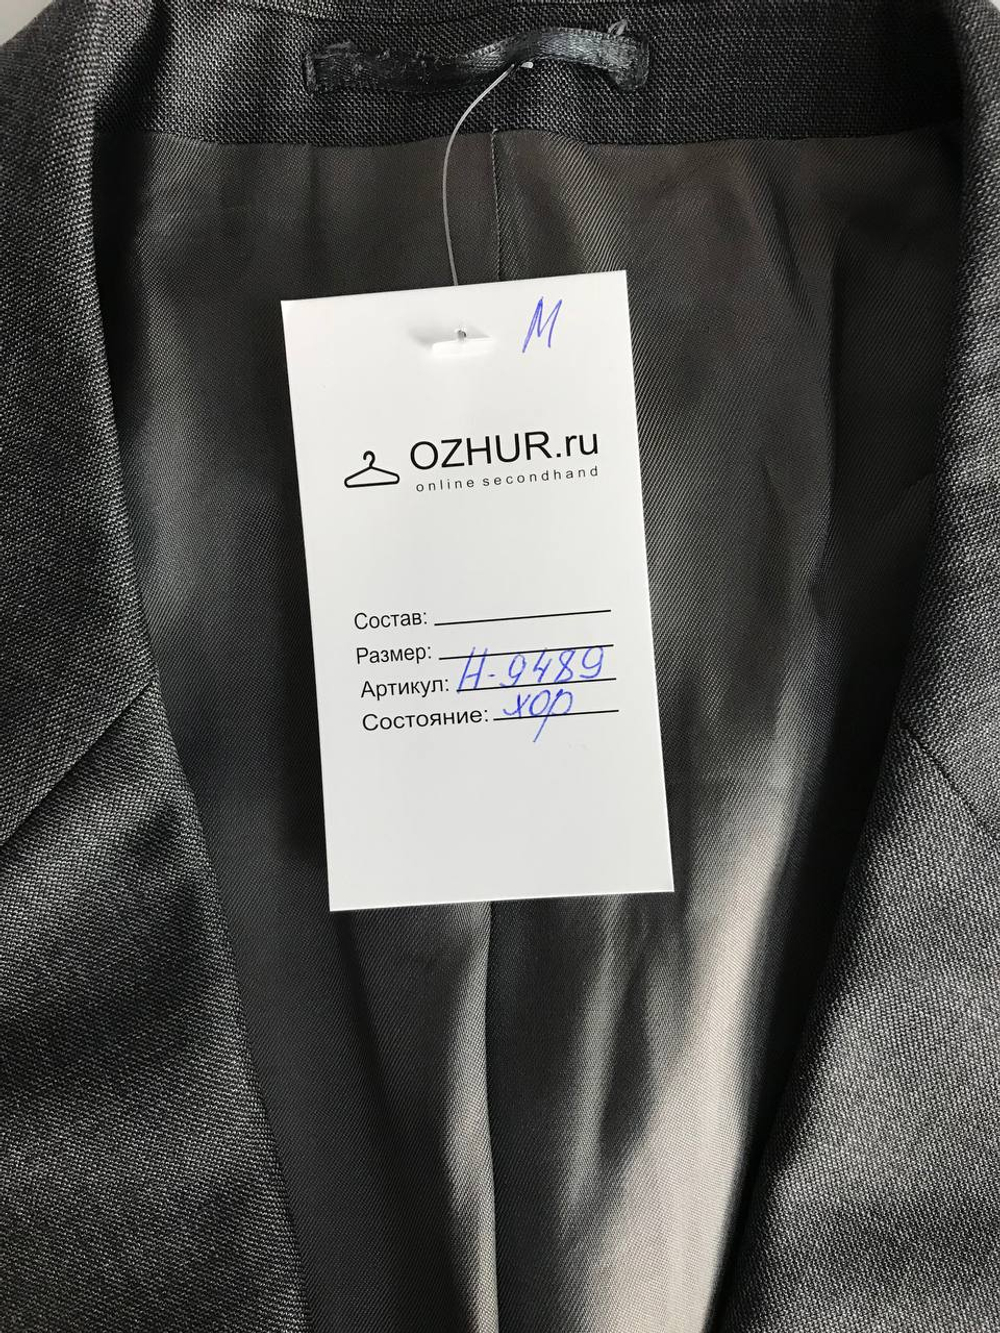 М
OZHUR.ru
online secondhand
Состав:
Размер:
Артикул: Н-9489
Состояние: хор